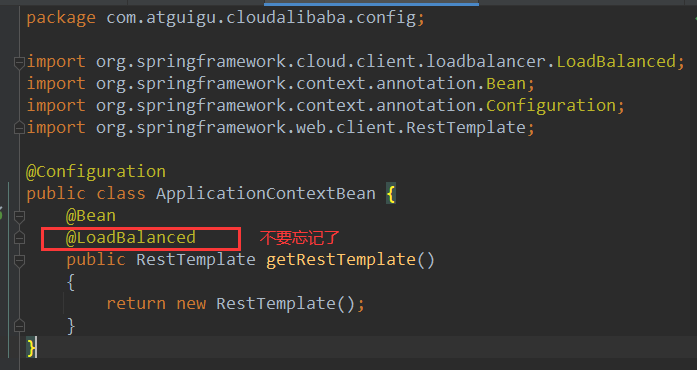 package com.atguigu.cloudalibaba.config;
import org.springframework.cloud.client.loadbalancer.LoadBalanced;
import org.springframework.context.annotation.Bean;
import org.springframework.context.annotation.Configuration;
import org.springframework.web.client.RestTemplate;
@Configuration
public class ApplicationContextBean {
@Bean
@LoadBalanced 不要忘记了
public RestTemplate getRestTemplate()
{
return new RestTemplate();
}
}